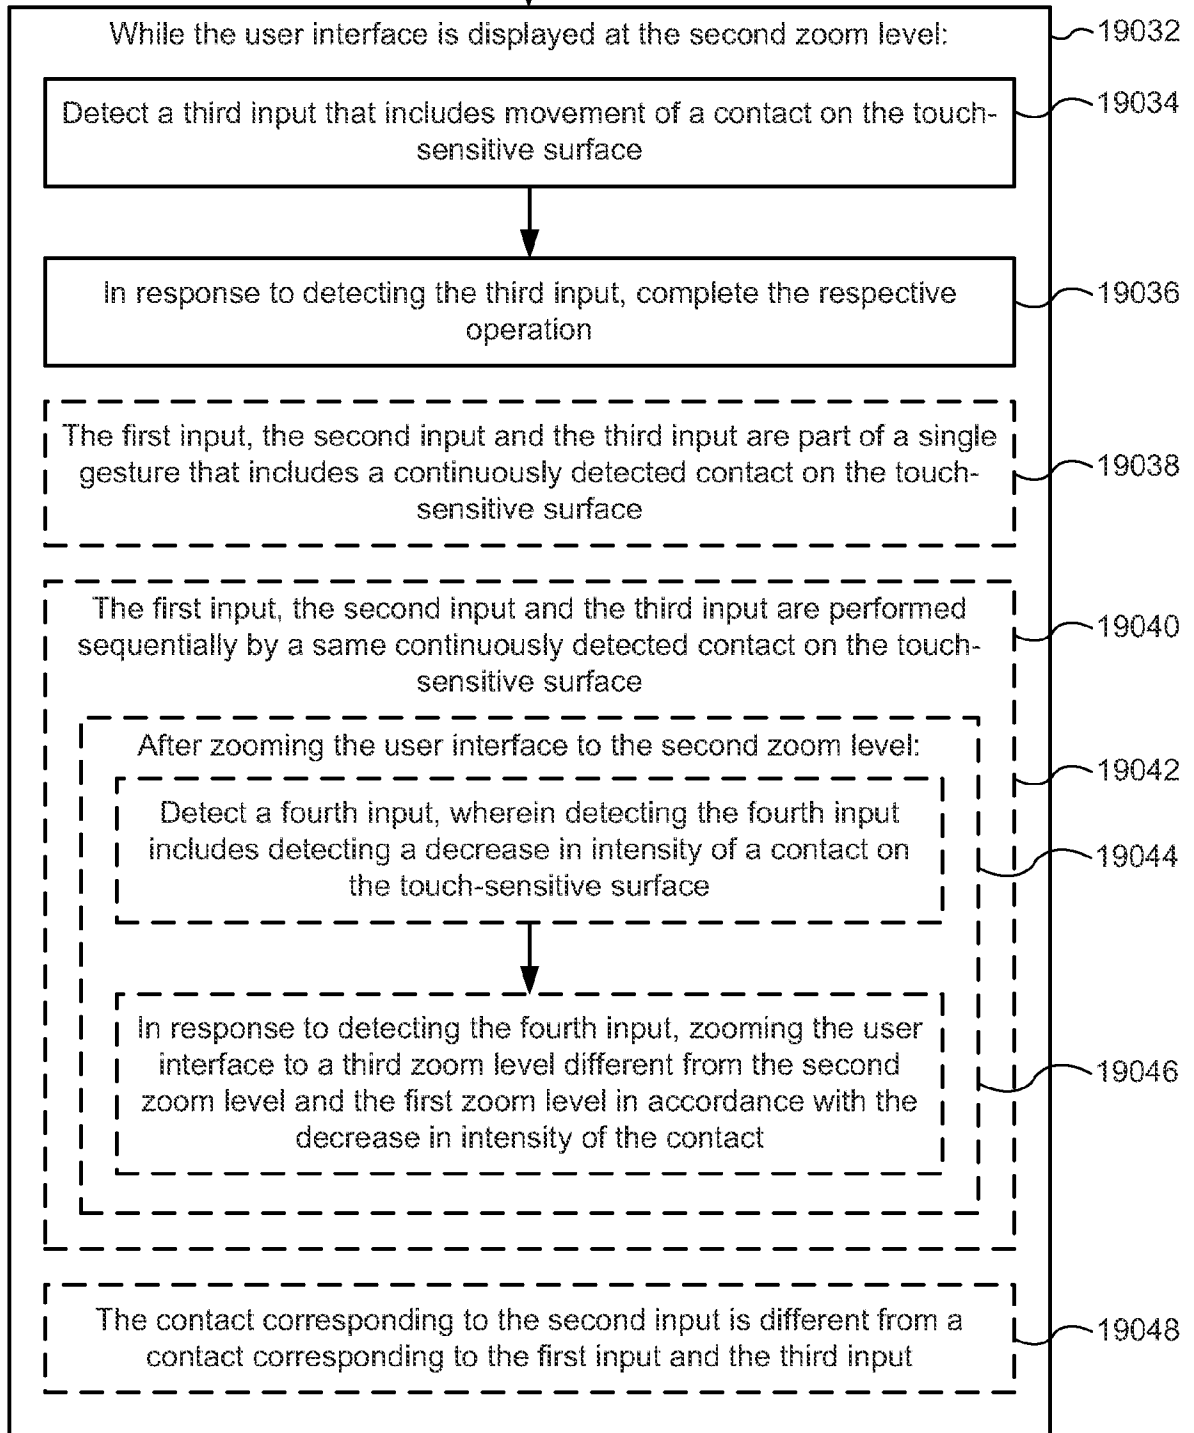 While the user interface is displayed at the second zoom level:
19032
Detect a third input that includes movement of a contact on the touch-
sensitive surface
19034
In response to detecting the third input, complete the respective
operation
19036
The first input, the second input and the third input are part of a single
gesture that includes a continuously detected contact on the touch-
sensitive surface
19038
The first input, the second input and the third input are performed
sequentially by a same continuously detected contact on the touch-
sensitive surface
19040
After zooming the user interface to the second zoom level:
19042
Detect a fourth input, wherein detecting the fourth input
includes detecting a decrease in intensity of a contact on
the touch-sensitive surface
19044
In response to detecting the fourth input, zooming the user
interface to a third zoom level different from the second
zoom level and the first zoom level in accordance with the
decrease in intensity of the contact
19046
The contact corresponding to the second input is different from a
contact corresponding to the first input and the third input
19048